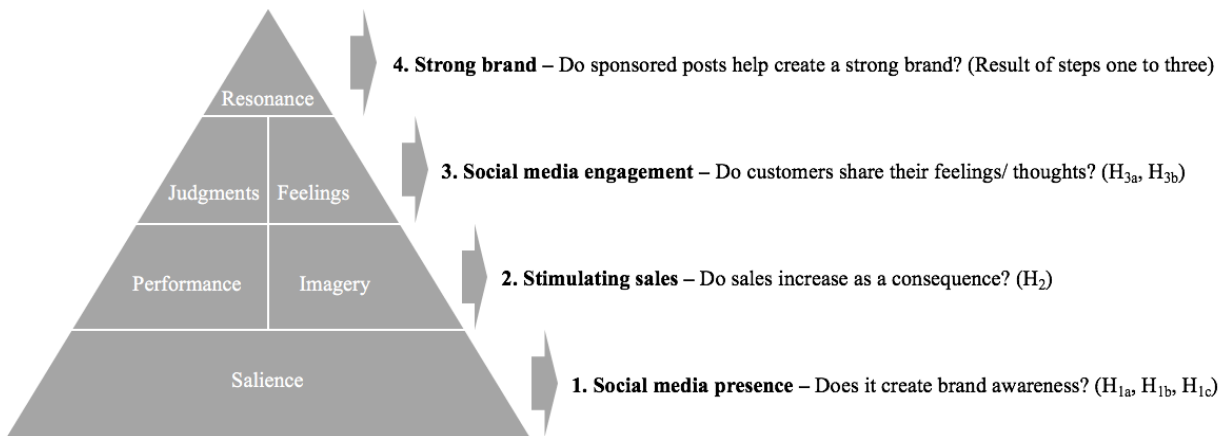 4. Strong brand – Do sponsored posts help create a strong brand? (Result of steps one to three)
Resonance
3. Social media engagement – Do customers share their feelings/ thoughts? (H3a, H3b)
Judgments
Feelings
2. Stimulating sales – Do sales increase as a consequence? (H2)
Performance
Imagery
Salience
1. Social media presence – Does it create brand awareness? (H1a, H1b, H1c)